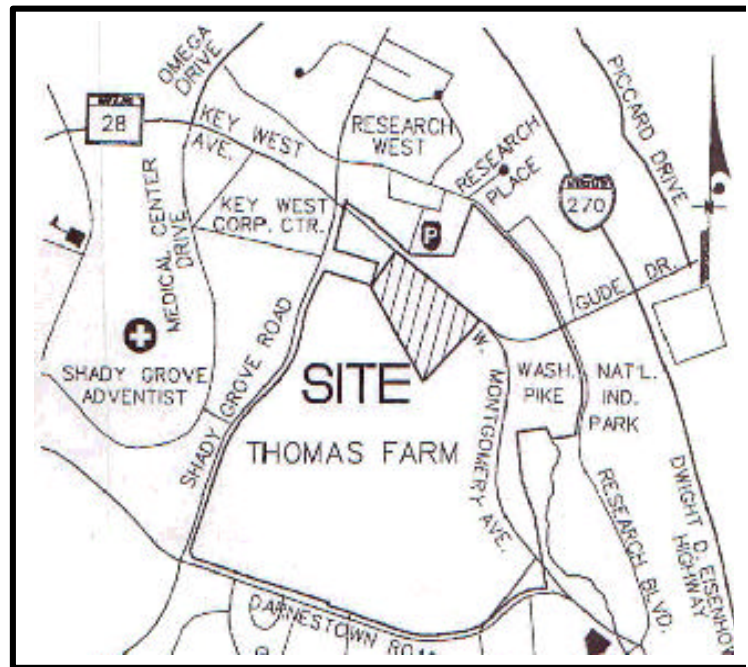 OMEGA
DRIVE
28
KEY WEST
AVE.
RESEARCH
WEST
RESEARCH
PLACE
PICCARD DRIVE
270
N
P
KEY WEST
CORP. CTR.
MEDICAL CENTER
DRIVE
GUDE DR.
SHADY GROVE
ADVENTIST
SHADY GROVE ROAD
SITE
THOMAS FARM
W. MONTGOMERY AVE.
WASH. NAT'L.
PIKE IND.
PARK
RESEARCH BLVD.
DWIGHT D. EISENHOW
HIGHWAY
DARNESTOWN ROA